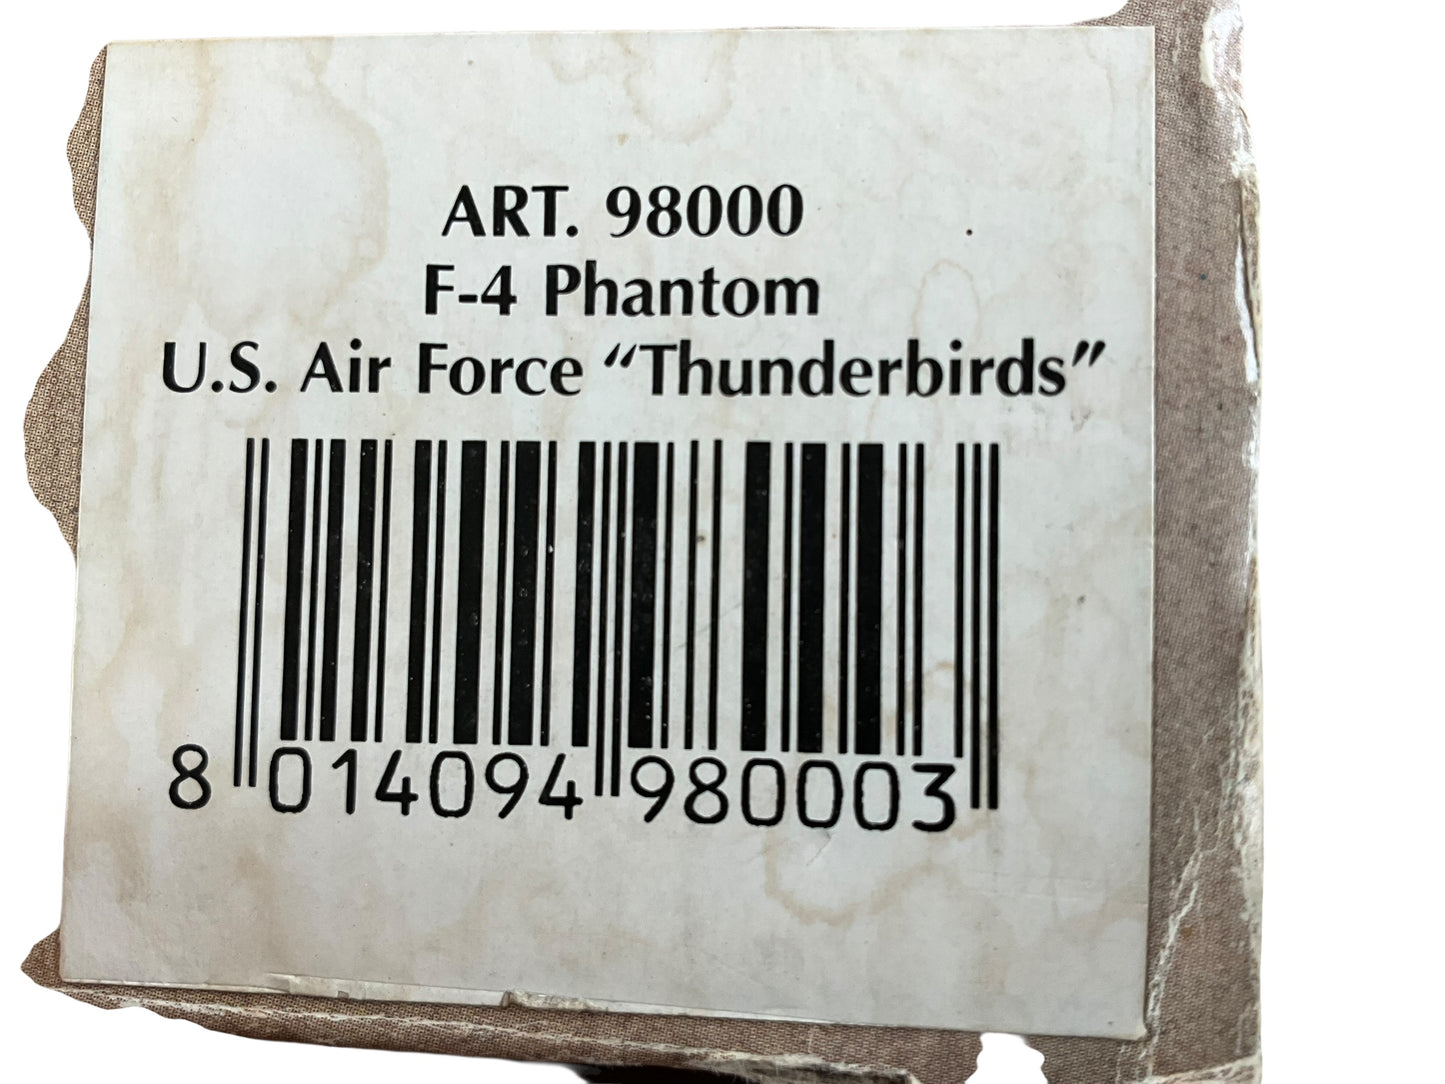 ART. 98000
F-4 Phantom
U.S. Air Force “Thunderbirds”
8 014094 980003